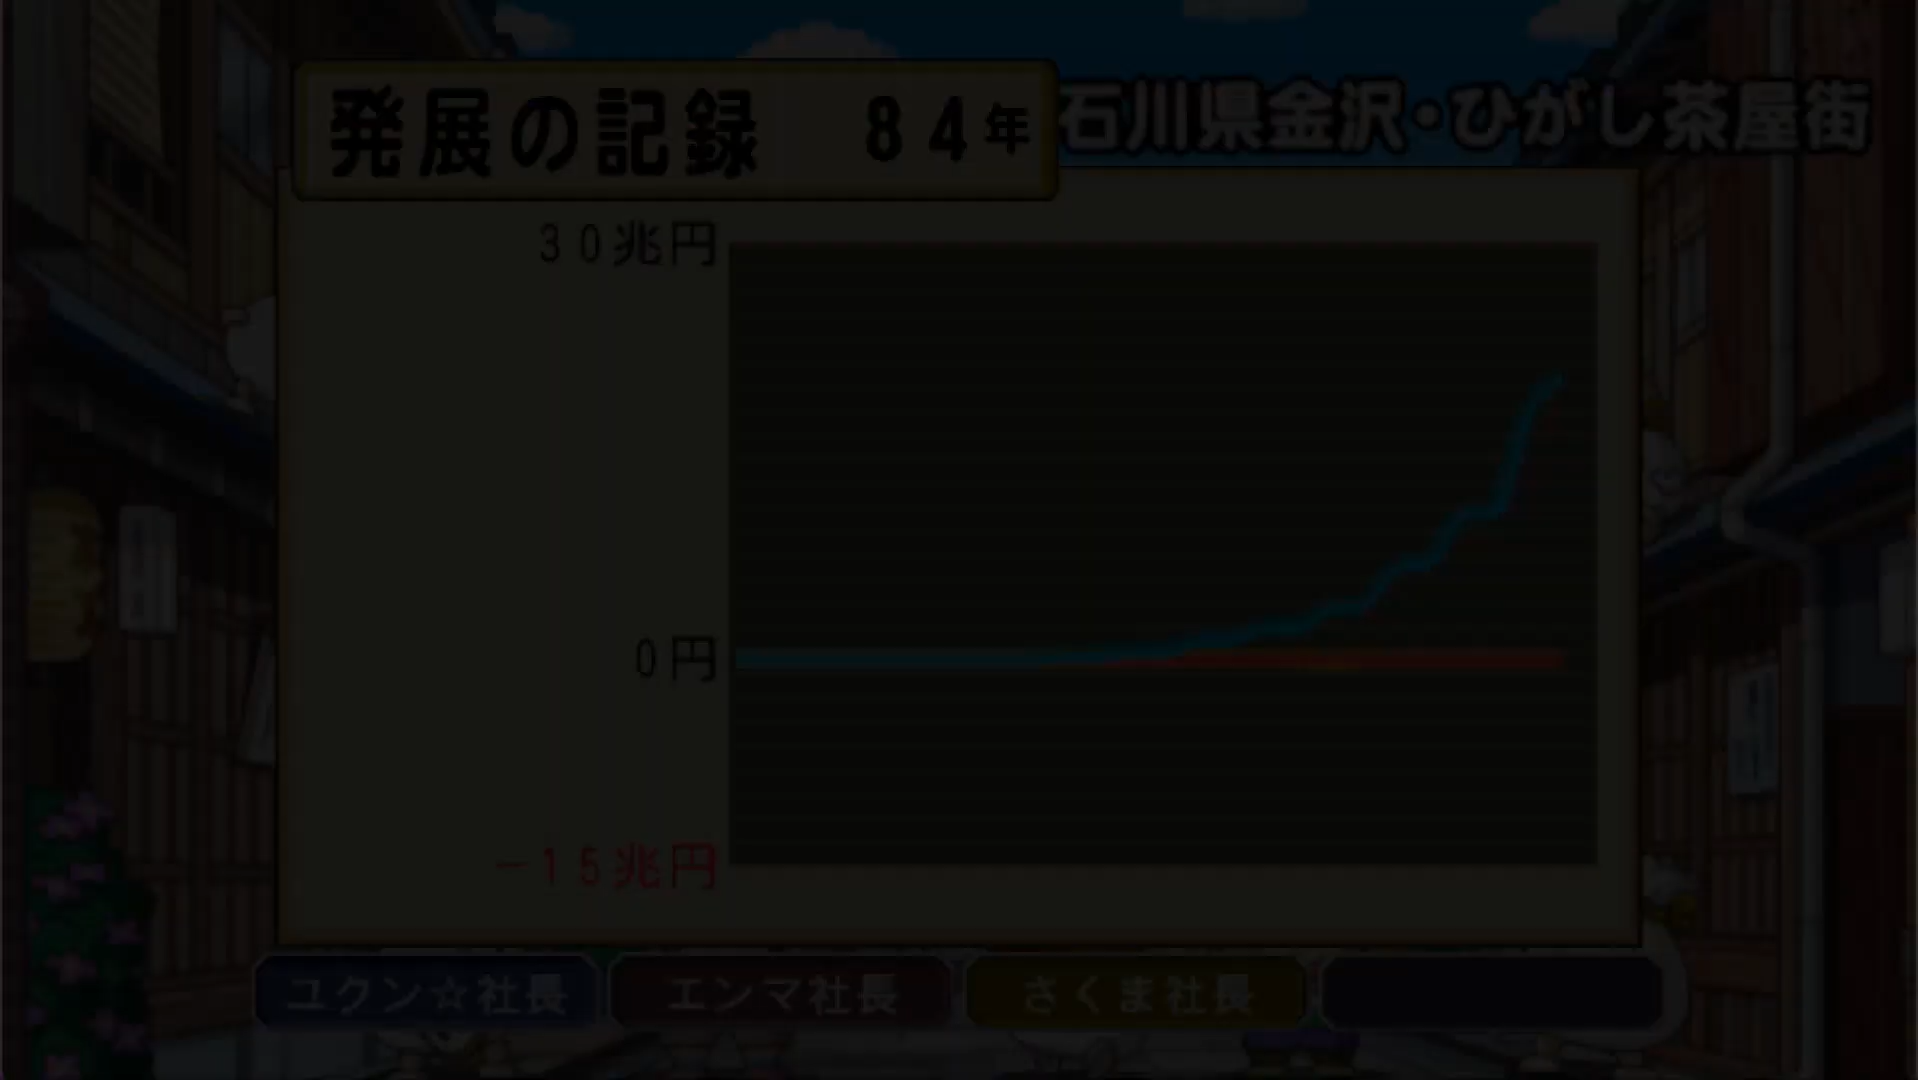 発展の記録 84年
石川県金沢・ひがし茶屋街
30兆円
0円
-15兆円
ユクン☆社長 エンマ社長 さくま社長